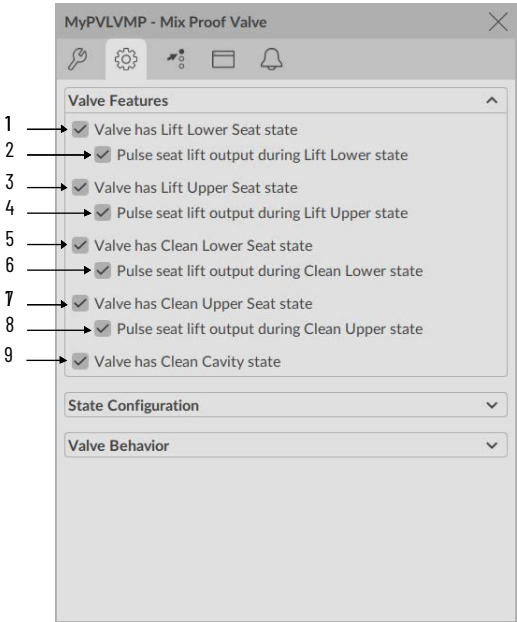 MyPVLVMP - Mix Proof Valve
Valve Features
1 Valve has Lift Lower Seat state
2 Pulse seat lift output during Lift Lower state
3 Valve has Lift Upper Seat state
4 Pulse seat lift output during Lift Upper state
5 Valve has Clean Lower Seat state
6 Pulse seat lift output during Clean Lower state
7 Valve has Clean Upper Seat state
8 Pulse seat lift output during Clean Upper state
9 Valve has Clean Cavity state
State Configuration
Valve Behavior